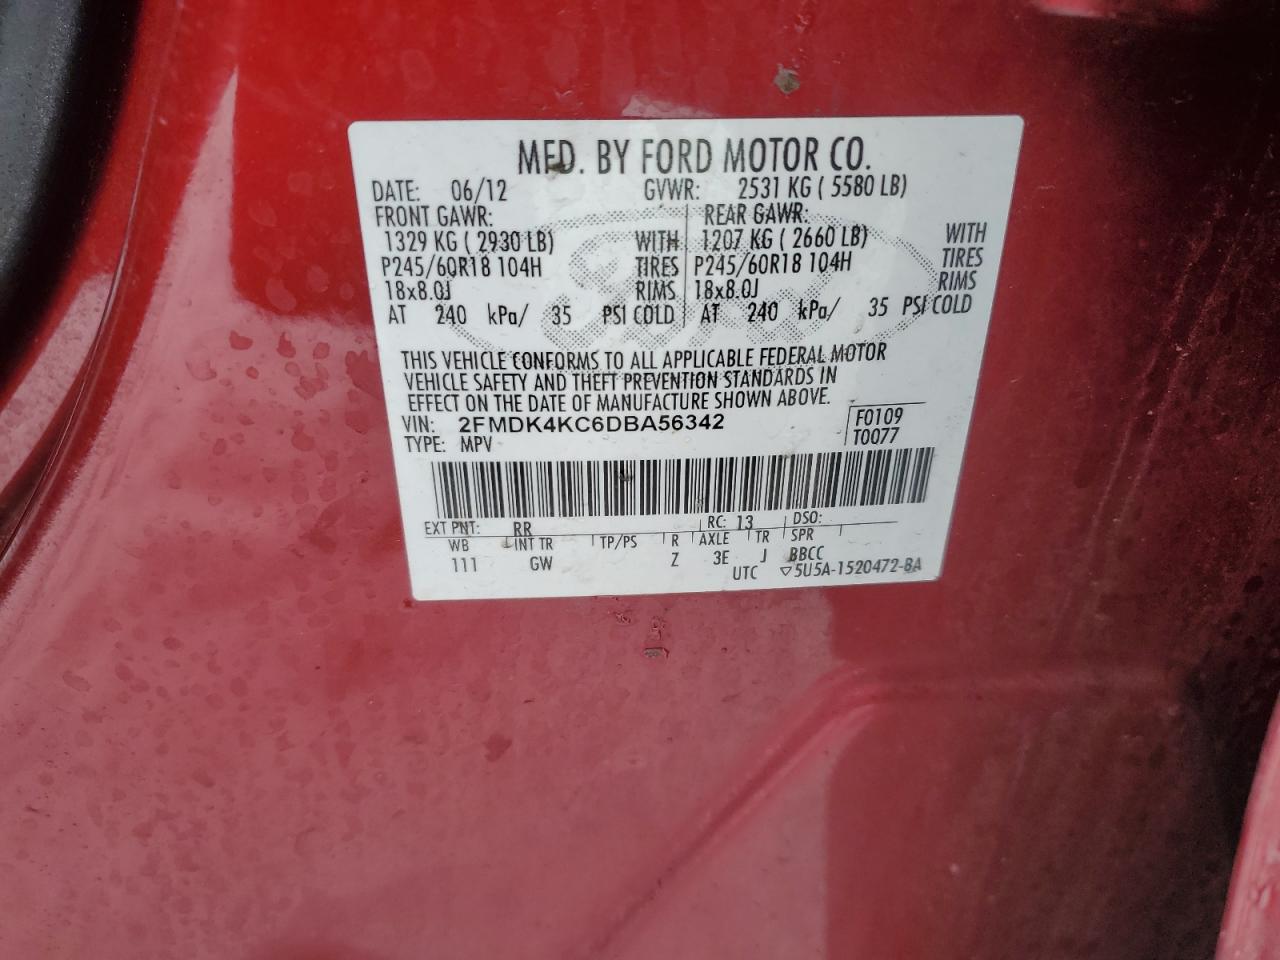 MFD. BY FORD MOTOR CO.
DATE: 06/12 GVWR: 2531 KG ( 5580 LB)
FRONT GAWR: REAR GAWR:
1329 KG ( 2930 LB) WITH 1207 KG ( 2660 LB) WITH
P245/60R18 104H TIRES P245/60R18 104H TIRES
18x8.0J RIMS 18x8.0J RIMS
AT 240 kPa/ 35 PSI COLD AT 240 kPa/ 35 PSI COLD
THIS VEHICLE CONFORMS TO ALL APPLICABLE FEDERAL MOTOR
VEHICLE SAFETY AND THEFT PREVENTION STANDARDS IN
EFFECT ON THE DATE OF MANUFACTURE SHOWN ABOVE.
VIN: 2FMDK4KC6DBA56342 F0109
TYPE: MPV T0077
EXT PNT: RR RC: 13 DSO:
WB INT TR TP/PS R AXLE TR SPR
111 GW Z 3E J BBCC
UTC ▽5U5A-1520472-BA